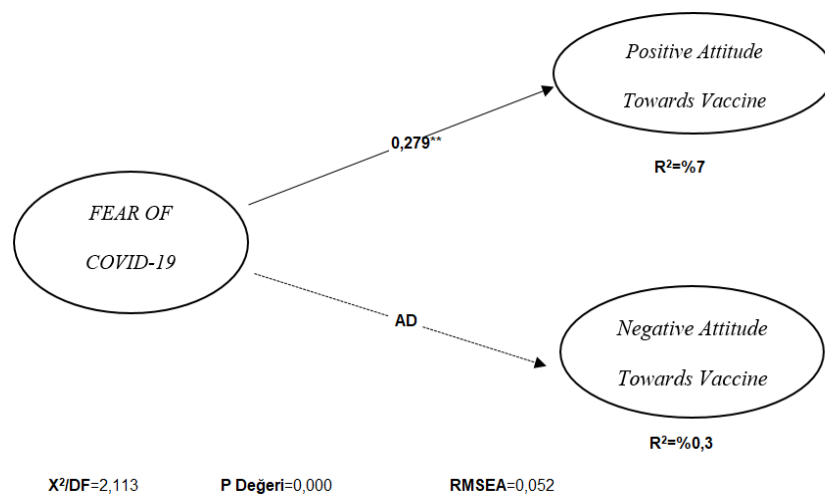 Positive Attitude
Towards Vaccine
0,279**
R²=%7
FEAR OF
COVID-19
AD
Negative Attitude
Towards Vaccine
R²=%0,3
X²/DF=2,113 P Değeri=0,000 RMSEA=0,052